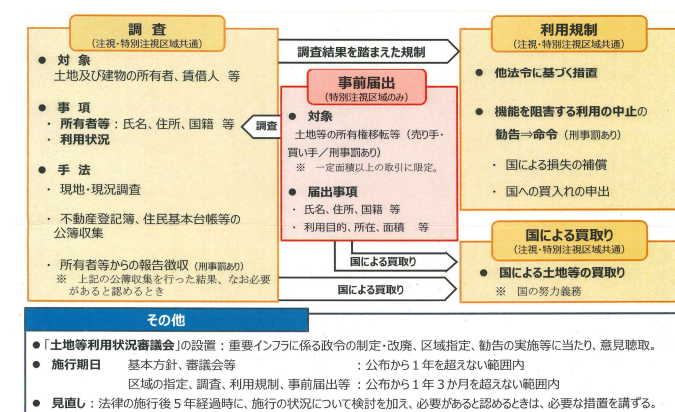 調 査
(注視・特別注視区域共通)
● 対 象
土地及び建物の所有者、賃借人 等
● 事 項
・ 所有者等：氏名、住所、国籍 等
・ 利用状況
● 手 法
・ 現地・現況調査
・ 不動産登記簿、住民基本台帳等の
公簿収集
・ 所有者等からの報告徴収 (刑事罰あり)
※ 上記の公簿収集を行った結果、なお必要
があると認めるとき
調査結果を踏まえた規制
調査
事前届出
(特別注視区域のみ)
● 対象
土地等の所有権移転等（売り手・
買い手／刑事罰あり）
※ 一定面積以上の取引に限定。
● 届出事項
・ 氏名、住所、国籍 等
・ 利用目的、所在、面積 等
国による買取り
国による買取り
利用規制
(注視・特別注視区域共通)
● 他法令に基づく措置
● 機能を阻害する利用の中止の
勧告⇒命令（刑事罰あり）
・ 国による損失の補償
・ 国への買入れの申出
国による買取り
(注視・特別注視区域共通)
● 国による土地等の買取り
※ 国の努力義務
その他
●「土地等利用状況審議会」の設置：重要インフラに係る政令の制定・改廃、区域指定、勧告の実施等に当たり、意見聴取。
● 施行期日 基本方針、審議会等 ：公布から１年を超えない範囲内
区域の指定、調査、利用規制、事前届出等：公布から１年３か月を超えない範囲内
● 見直し：法律の施行後５年経過時に、施行の状況について検討を加え、必要があると認めるときは、必要な措置を講ずる。